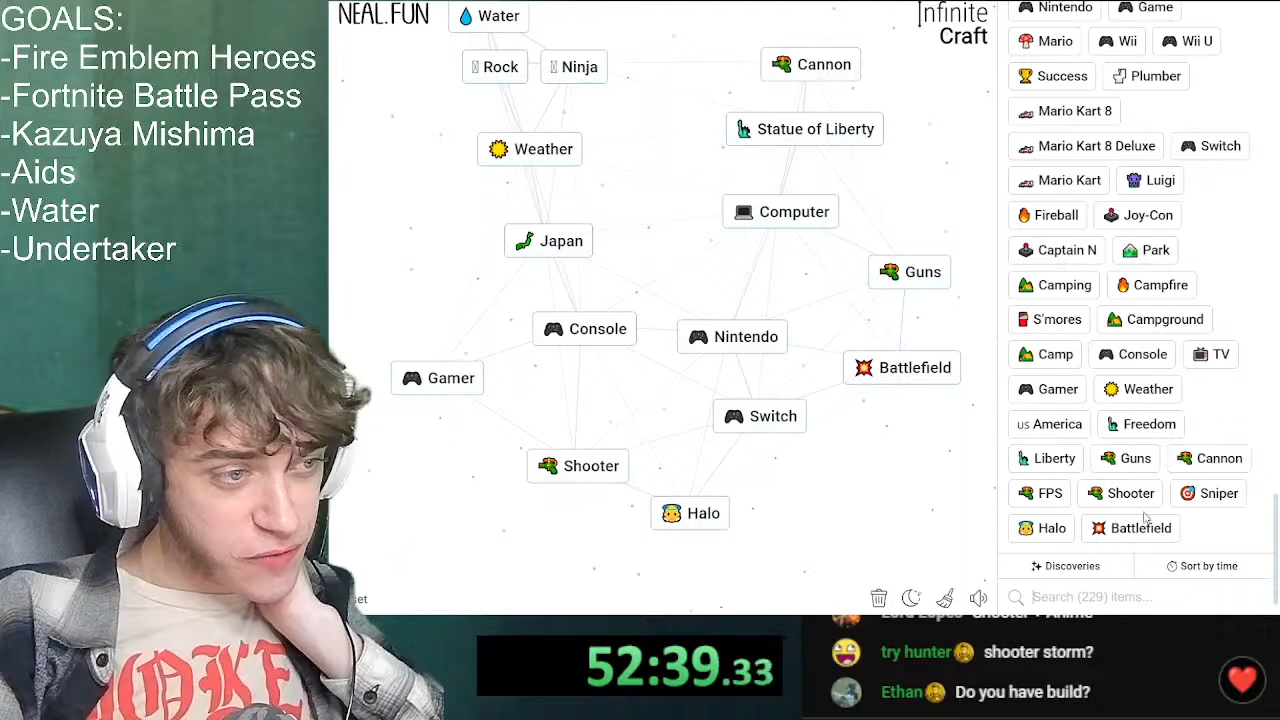 GOALS:
-Fire Emblem Heroes
-Fortnite Battle Pass
-Kazuya Mishima
-Aids
-Water
-Undertaker
NEAL.FUN
Infinite
Craft
Water
Rock
Ninja
Cannon
Statue of Liberty
Weather
Computer
Japan
Guns
Console
Nintendo
Gamer
Battlefield
Switch
Shooter
Halo
Nintendo Game
Mario Wii Wii U
Success Plumber
Mario Kart 8
Mario Kart 8 Deluxe Switch
Mario Kart Luigi
Fireball Joy-Con
Captain N Park
Camping Campfire
S'mores Campground
Camp Console TV
Gamer Weather
US America Freedom
Liberty Guns Cannon
FPS Shooter Sniper
Halo Battlefield
Discoveries Sort by time
Search (229) items...
set
52:39.33
try hunter shooter storm?
Ethan Do you have build?